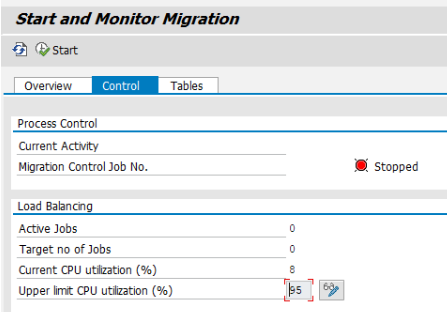 Start and Monitor Migration
Start
Overview Control Tables
Process Control
Current Activity
Migration Control Job No. Stopped
Load Balancing
Active Jobs 0
Target no of Jobs 0
Current CPU utilization (%) 8
Upper limit CPU utilization (%) 95